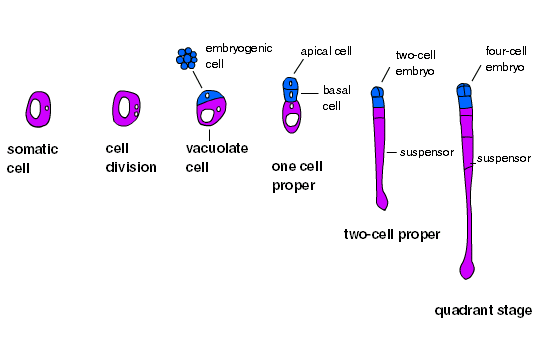 embryogenic
cell
apical cell
basal
cell
two-cell
embryo
four-cell
embryo
somatic
cell
cell
division
vacuolate
cell
one cell
proper
suspensor
suspensor
two-cell proper
quadrant stage